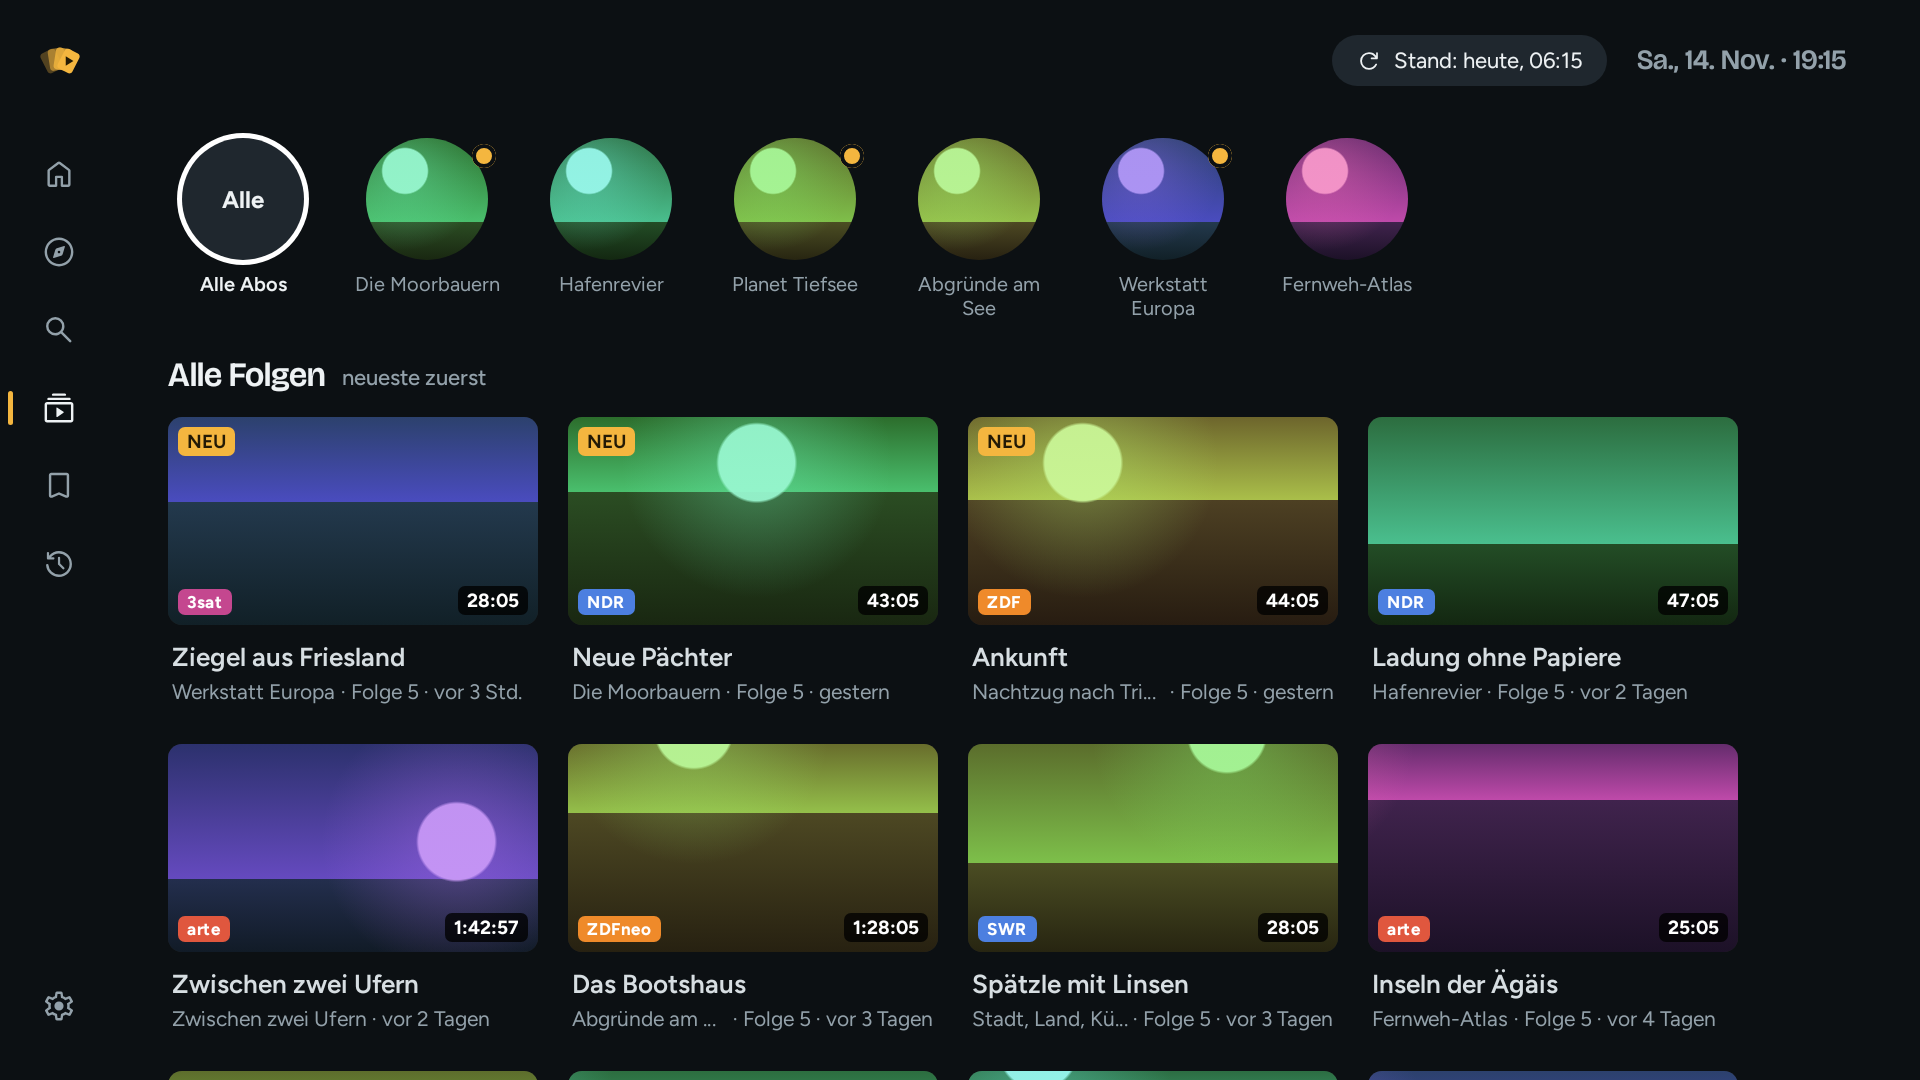 Stand: heute, 06:15
Sa., 14. Nov. · 19:15
Alle
Alle Abos
Die Moorbauern
Hafenrevier
Planet Tiefsee
Abgründe am
See
Werkstatt
Europa
Fernweh-Atlas
Alle Folgen neueste zuerst
NEU
3sat
28:05
Ziegel aus Friesland
Werkstatt Europa · Folge 5 · vor 3 Std.
NEU
NDR
43:05
Neue Pächter
Die Moorbauern · Folge 5 · gestern
NEU
ZDF
44:05
Ankunft
Nachtzug nach Tri... · Folge 5 · gestern
NDR
47:05
Ladung ohne Papiere
Hafenrevier · Folge 5 · vor 2 Tagen
arte
1:42:57
Zwischen zwei Ufern
Zwischen zwei Ufern · vor 2 Tagen
ZDFneo
1:28:05
Das Bootshaus
Abgründe am ... · Folge 5 · vor 3 Tagen
SWR
28:05
Spätzle mit Linsen
Stadt, Land, Kü... · Folge 5 · vor 3 Tagen
arte
25:05
Inseln der Ägäis
Fernweh-Atlas · Folge 5 · vor 4 Tagen